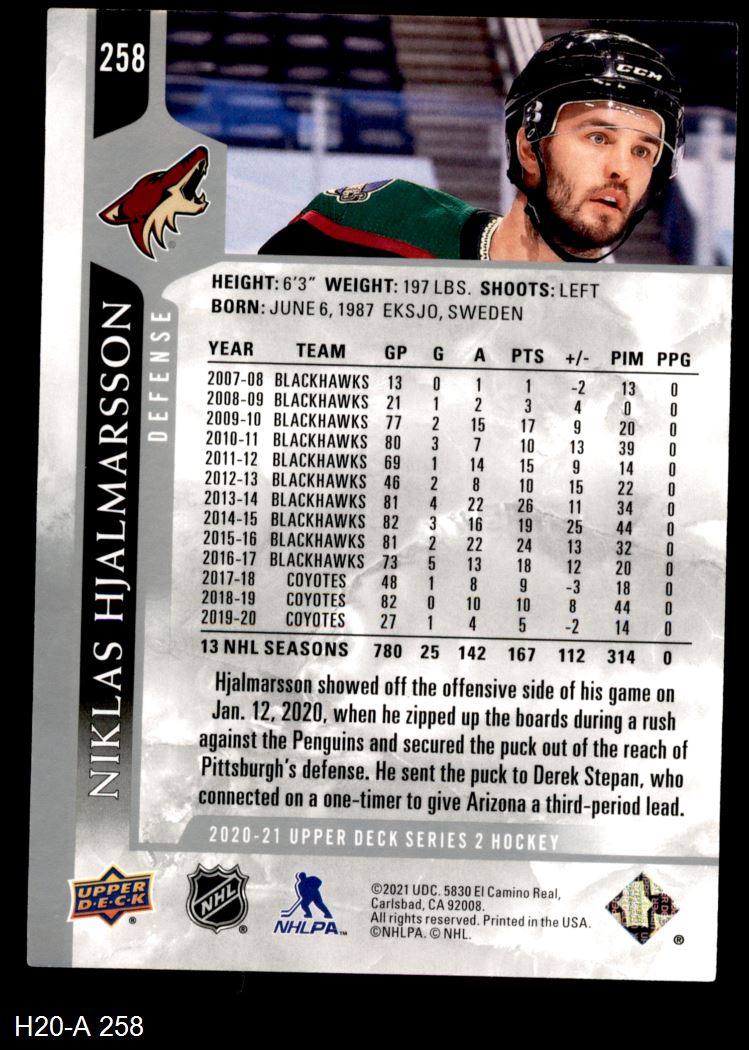 258
CCM
HEIGHT: 6'3" WEIGHT: 197 LBS. SHOOTS: LEFT
BORN: JUNE 6, 1987 EKSJO, SWEDEN
NIKLAS HJALMARSSON
DEFENSE
YEAR TEAM GP G A PTS +/- PIM PPG
2007-08 BLACKHAWKS 13 0 1 1 -2 13 0
2008-09 BLACKHAWKS 21 1 2 3 4 0 0
2009-10 BLACKHAWKS 77 2 15 17 9 20 0
2010-11 BLACKHAWKS 80 3 7 10 13 39 0
2011-12 BLACKHAWKS 69 1 14 15 9 14 0
2012-13 BLACKHAWKS 46 2 8 10 15 22 0
2013-14 BLACKHAWKS 81 4 22 26 11 34 0
2014-15 BLACKHAWKS 82 3 16 19 25 44 0
2015-16 BLACKHAWKS 81 2 22 24 13 32 0
2016-17 BLACKHAWKS 73 5 13 18 12 20 0
2017-18 COYOTES 48 1 8 9 -3 18 0
2018-19 COYOTES 82 0 10 10 8 44 0
2019-20 COYOTES 27 1 4 5 -2 14 0
13 NHL SEASONS 780 25 142 167 112 314 0
Hjalmarsson showed off the offensive side of his game on
Jan. 12, 2020, when he zipped up the boards during a rush
against the Penguins and secured the puck out of the reach of
Pittsburgh's defense. He sent the puck to Derek Stepan, who
connected on a one-timer to give Arizona a third-period lead.
2020-21 UPPER DECK SERIES 2 HOCKEY
UPPER
D·E·C·K
®
NHL
®
NHLPA™
©2021 UDC. 5830 El Camino Real,
Carlsbad, CA 92008.
All rights reserved. Printed in the USA.
©NHLPA. © NHL.
®
H20-A 258